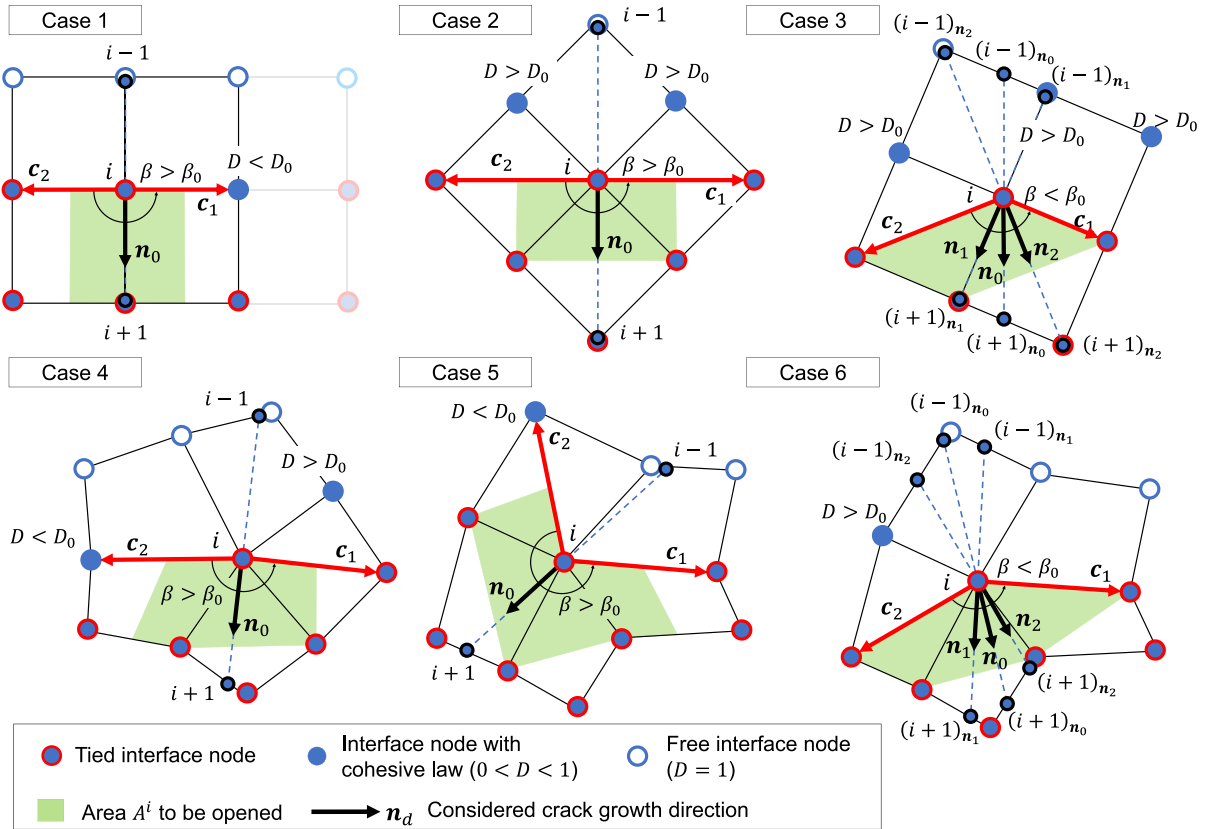 Case 1
i − 1
D < D₀
c₂
i
β > β₀
c₁
n₀
i + 1
Case 2
i − 1
D > D₀
D > D₀
c₂
i
β > β₀
c₁
n₀
i + 1
Case 3
(i − 1)n₂
(i − 1)n₀
(i − 1)n₁
D > D₀
D > D₀
D > D₀
i
β < β₀
c₂
c₁
n₁
n₀
n₂
(i + 1)n₁
(i + 1)n₀
(i + 1)n₂
Case 4
i − 1
D > D₀
D < D₀
c₂
i
c₁
β > β₀
n₀
i + 1
Case 5
D < D₀
c₂
i − 1
i
c₁
n₀
β > β₀
i + 1
Case 6
(i − 1)n₀
(i − 1)n₁
(i − 1)n₂
D > D₀
i
β < β₀
c₁
c₂
n₂
n₁
n₀
(i + 1)n₂
(i + 1)n₁
(i + 1)n₀
Tied interface node
Interface node with
cohesive law (0 < D < 1)
Free interface node
(D = 1)
Area Aⁱ to be opened
n_d Considered crack growth direction